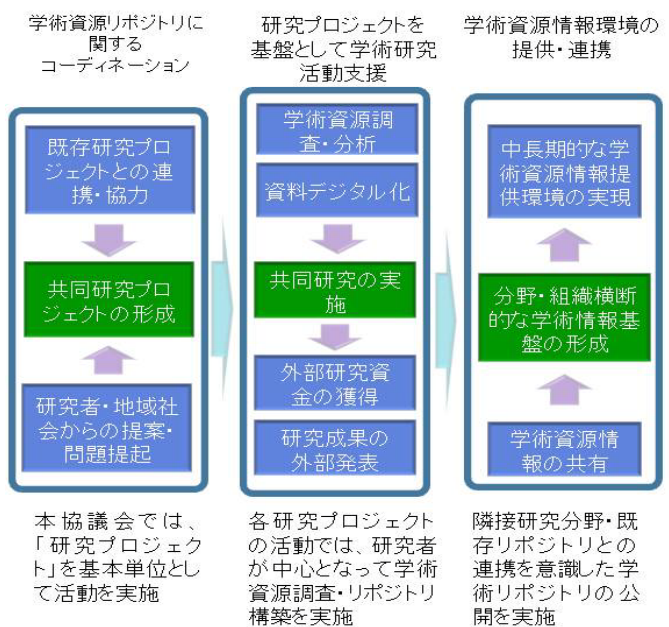 学術資源リポジトリに
関する
コーディネーション
既存研究プロ
ジェクトとの連
携・協力
共同研究プロ
ジェクトの形成
研究者・地域社
会からの提案・
問題提起
本協議会では、
「研究プロジェク
ト」を基本単位とし
て活動を実施
研究プロジェクトを
基盤として学術研究
活動支援
学術資源調
査・分析
資料デジタル化
共同研究の実
施
外部研究資
金の獲得
研究成果の
外部発表
各研究プロジェクト
の活動では、研究者
が中心となって学術
資源調査・リポジトリ
構築を実施
学術資源情報環境の
提供・連携
中長期的な学
術資源情報提
供環境の実現
分野・組織横断
的な学術情報基
盤の形成
学術資源情
報の共有
隣接研究分野・既
存リポジトリとの
連携を意識した学
術リポジトリの公
開を実施